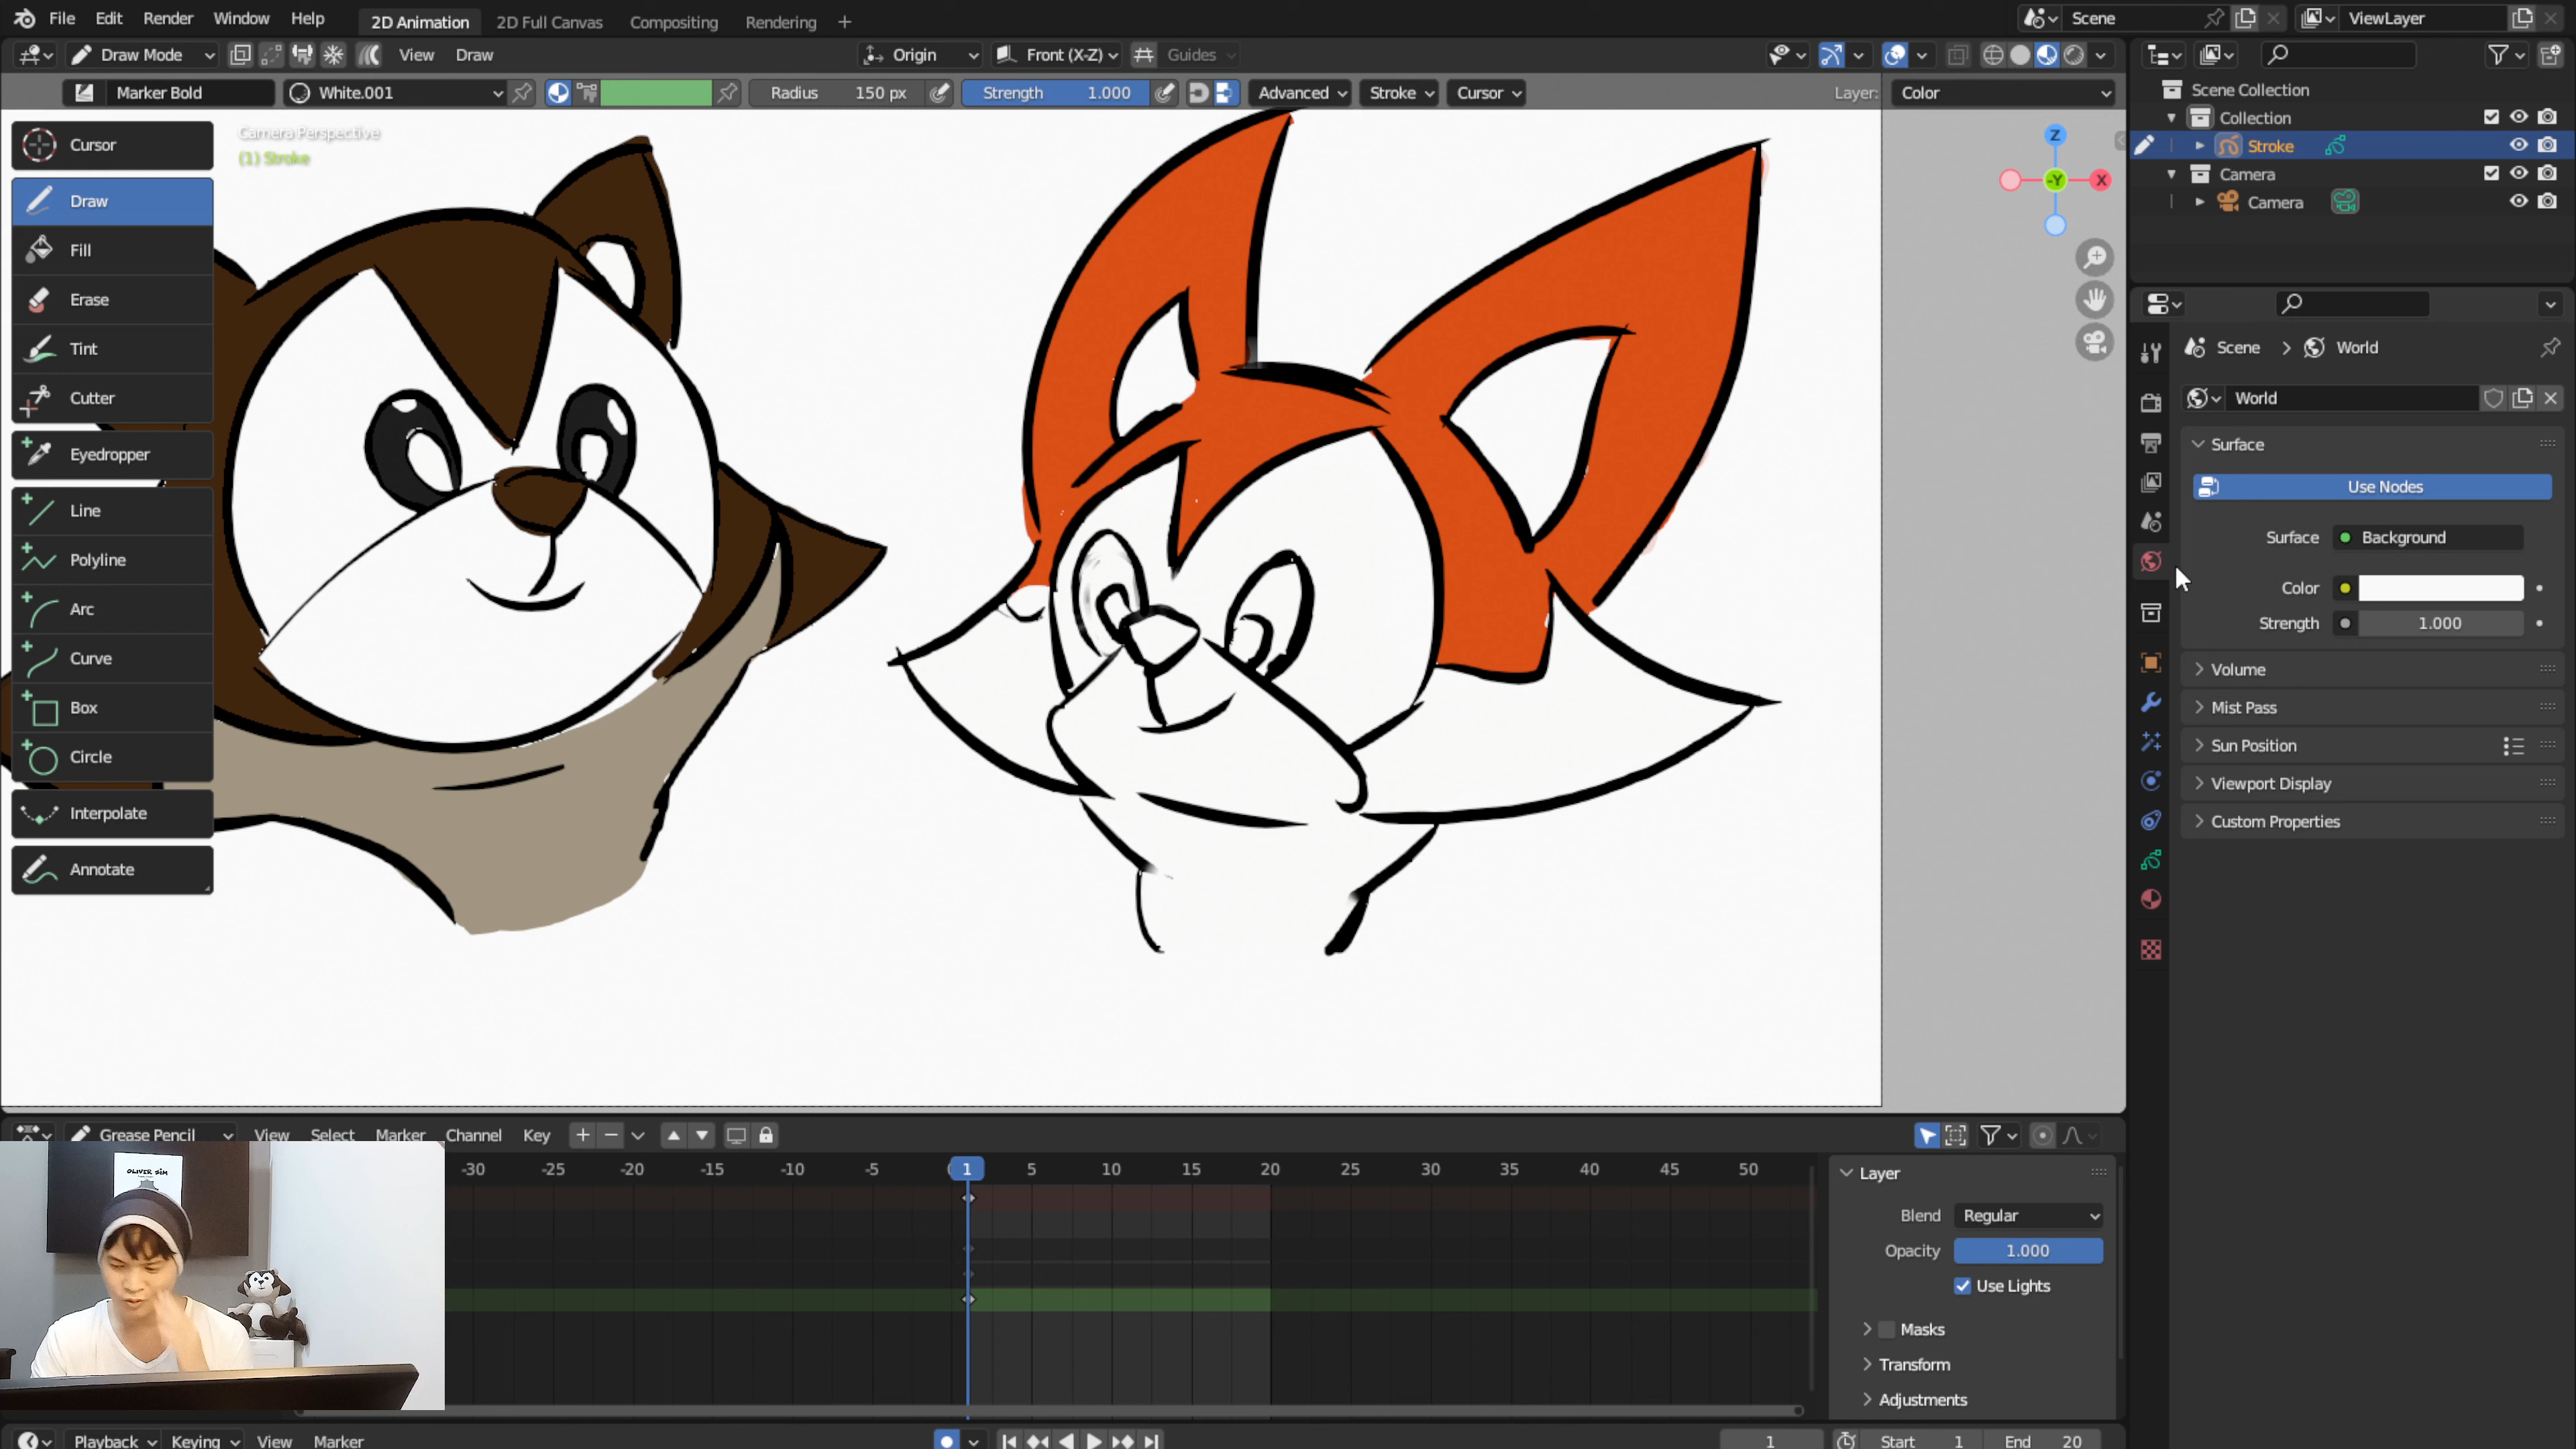 File Edit Render Window Help 2D Animation 2D Full Canvas Compositing Rendering + Scene ViewLayer
Draw Mode View Draw Origin Front (X-Z) Guides
Marker Bold White.001 Radius 150 px Strength 1.000 Advanced Stroke Cursor Layer: Color
Camera Perspective
(1) Stroke
Cursor
Draw
Fill
Erase
Tint
Cutter
Eyedropper
Line
Polyline
Arc
Curve
Box
Circle
Interpolate
Annotate
Z
-Y
X
Scene Collection
Collection
Stroke
Camera
Camera
Scene > World
World
Surface
Use Nodes
Surface Background
Color
Strength 1.000
Volume
Mist Pass
Sun Position
Viewport Display
Custom Properties
Grease Pencil View Select Marker Channel Key
-30 -25 -20 -15 -10 -5 1 5 10 15 20 25 30 35 40 45 50
OLIVER SIM
Layer
Blend Regular
Opacity 1.000
Use Lights
Masks
Transform
Adjustments
Playback Keying View Marker 1 Start 1 End 20